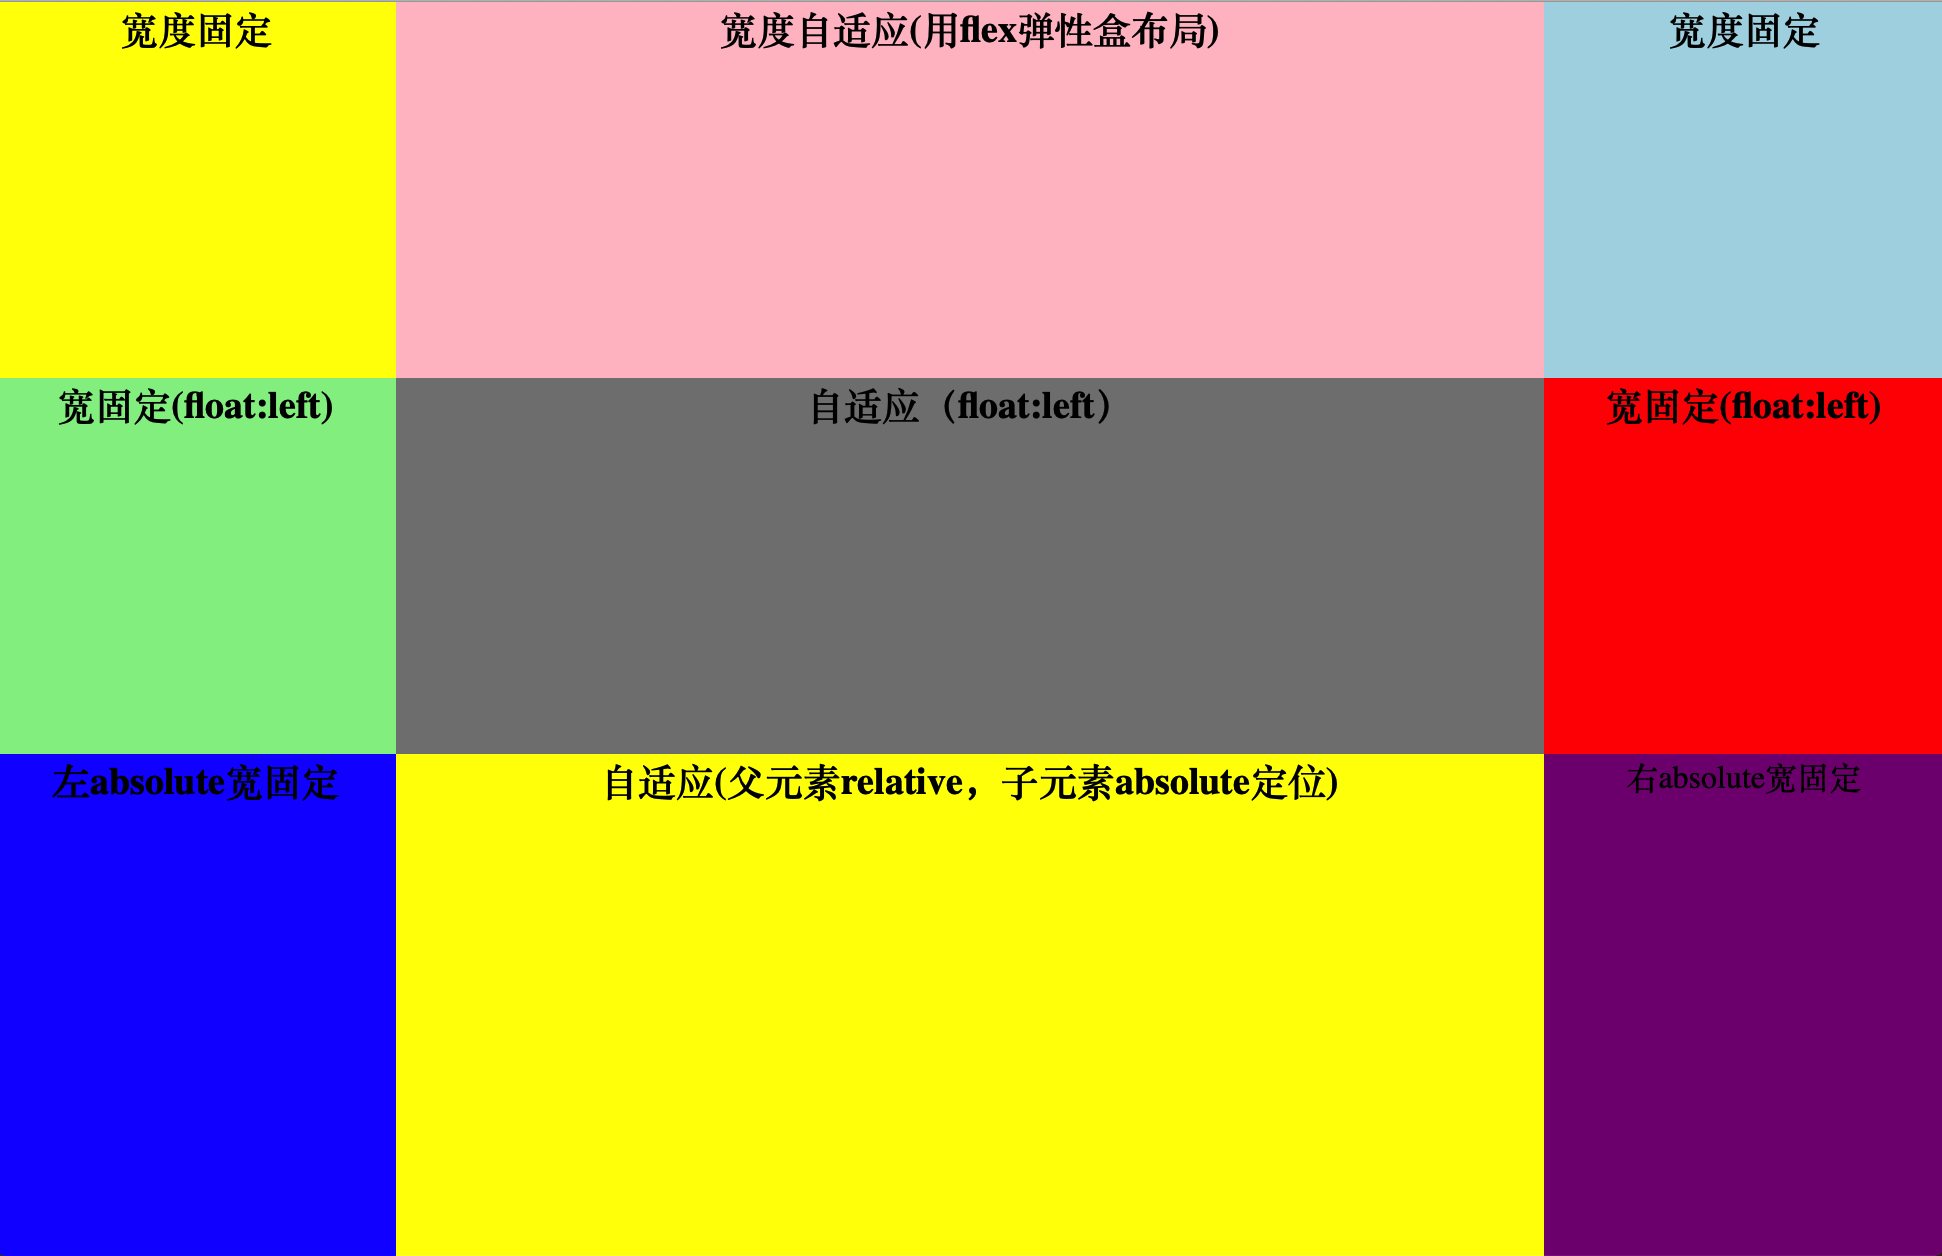 宽度固定
宽度自适应(用flex弹性盒布局)
宽度固定
宽固定(float:left)
自适应（float:left）
宽固定(float:left)
左absolute宽固定
自适应(父元素relative，子元素absolute定位)
右absolute宽固定